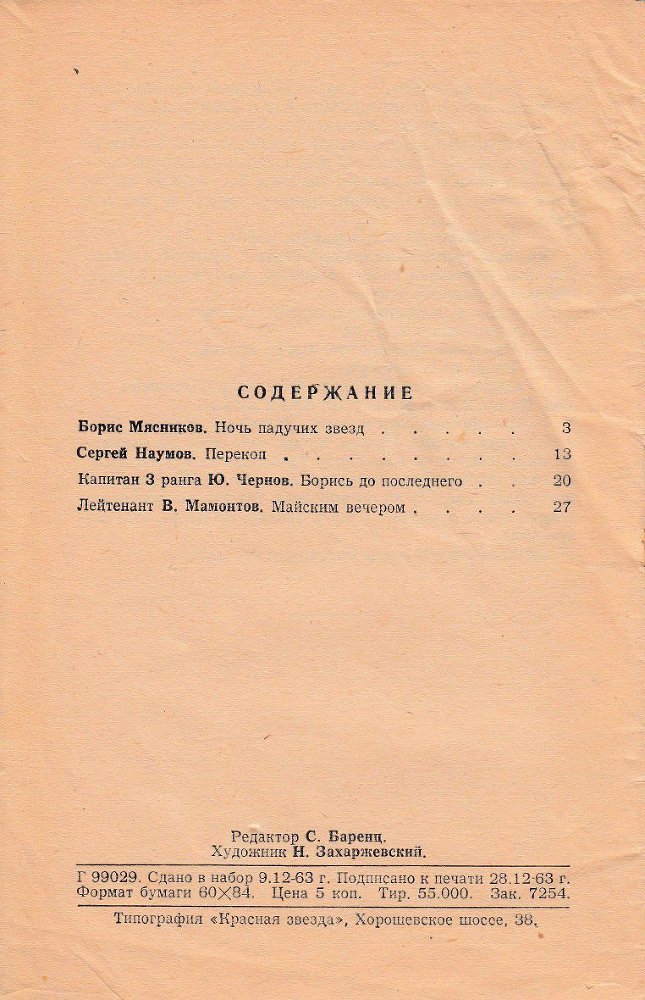 СОДЕРЖАНИЕ
Борис Мясников. Ночь падучих звезд . . . . . 3
Сергей Наумов. Перекоп . . . . . . . . 13
Капитан 3 ранга Ю. Чернов. Борись до последнего . . 20
Лейтенант В. Мамонтов. Майским вечером . . . . 27
Редактор С. Баренц.
Художник Н. Захаржевский.
Г 99029. Сдано в набор 9.12-63 г. Подписано к печати 28.12-63 г.
Формат бумаги 60×84. Цена 5 коп. Тир. 55.000. Зак. 7254.
Типография «Красная звезда», Хорошевское шоссе, 38.